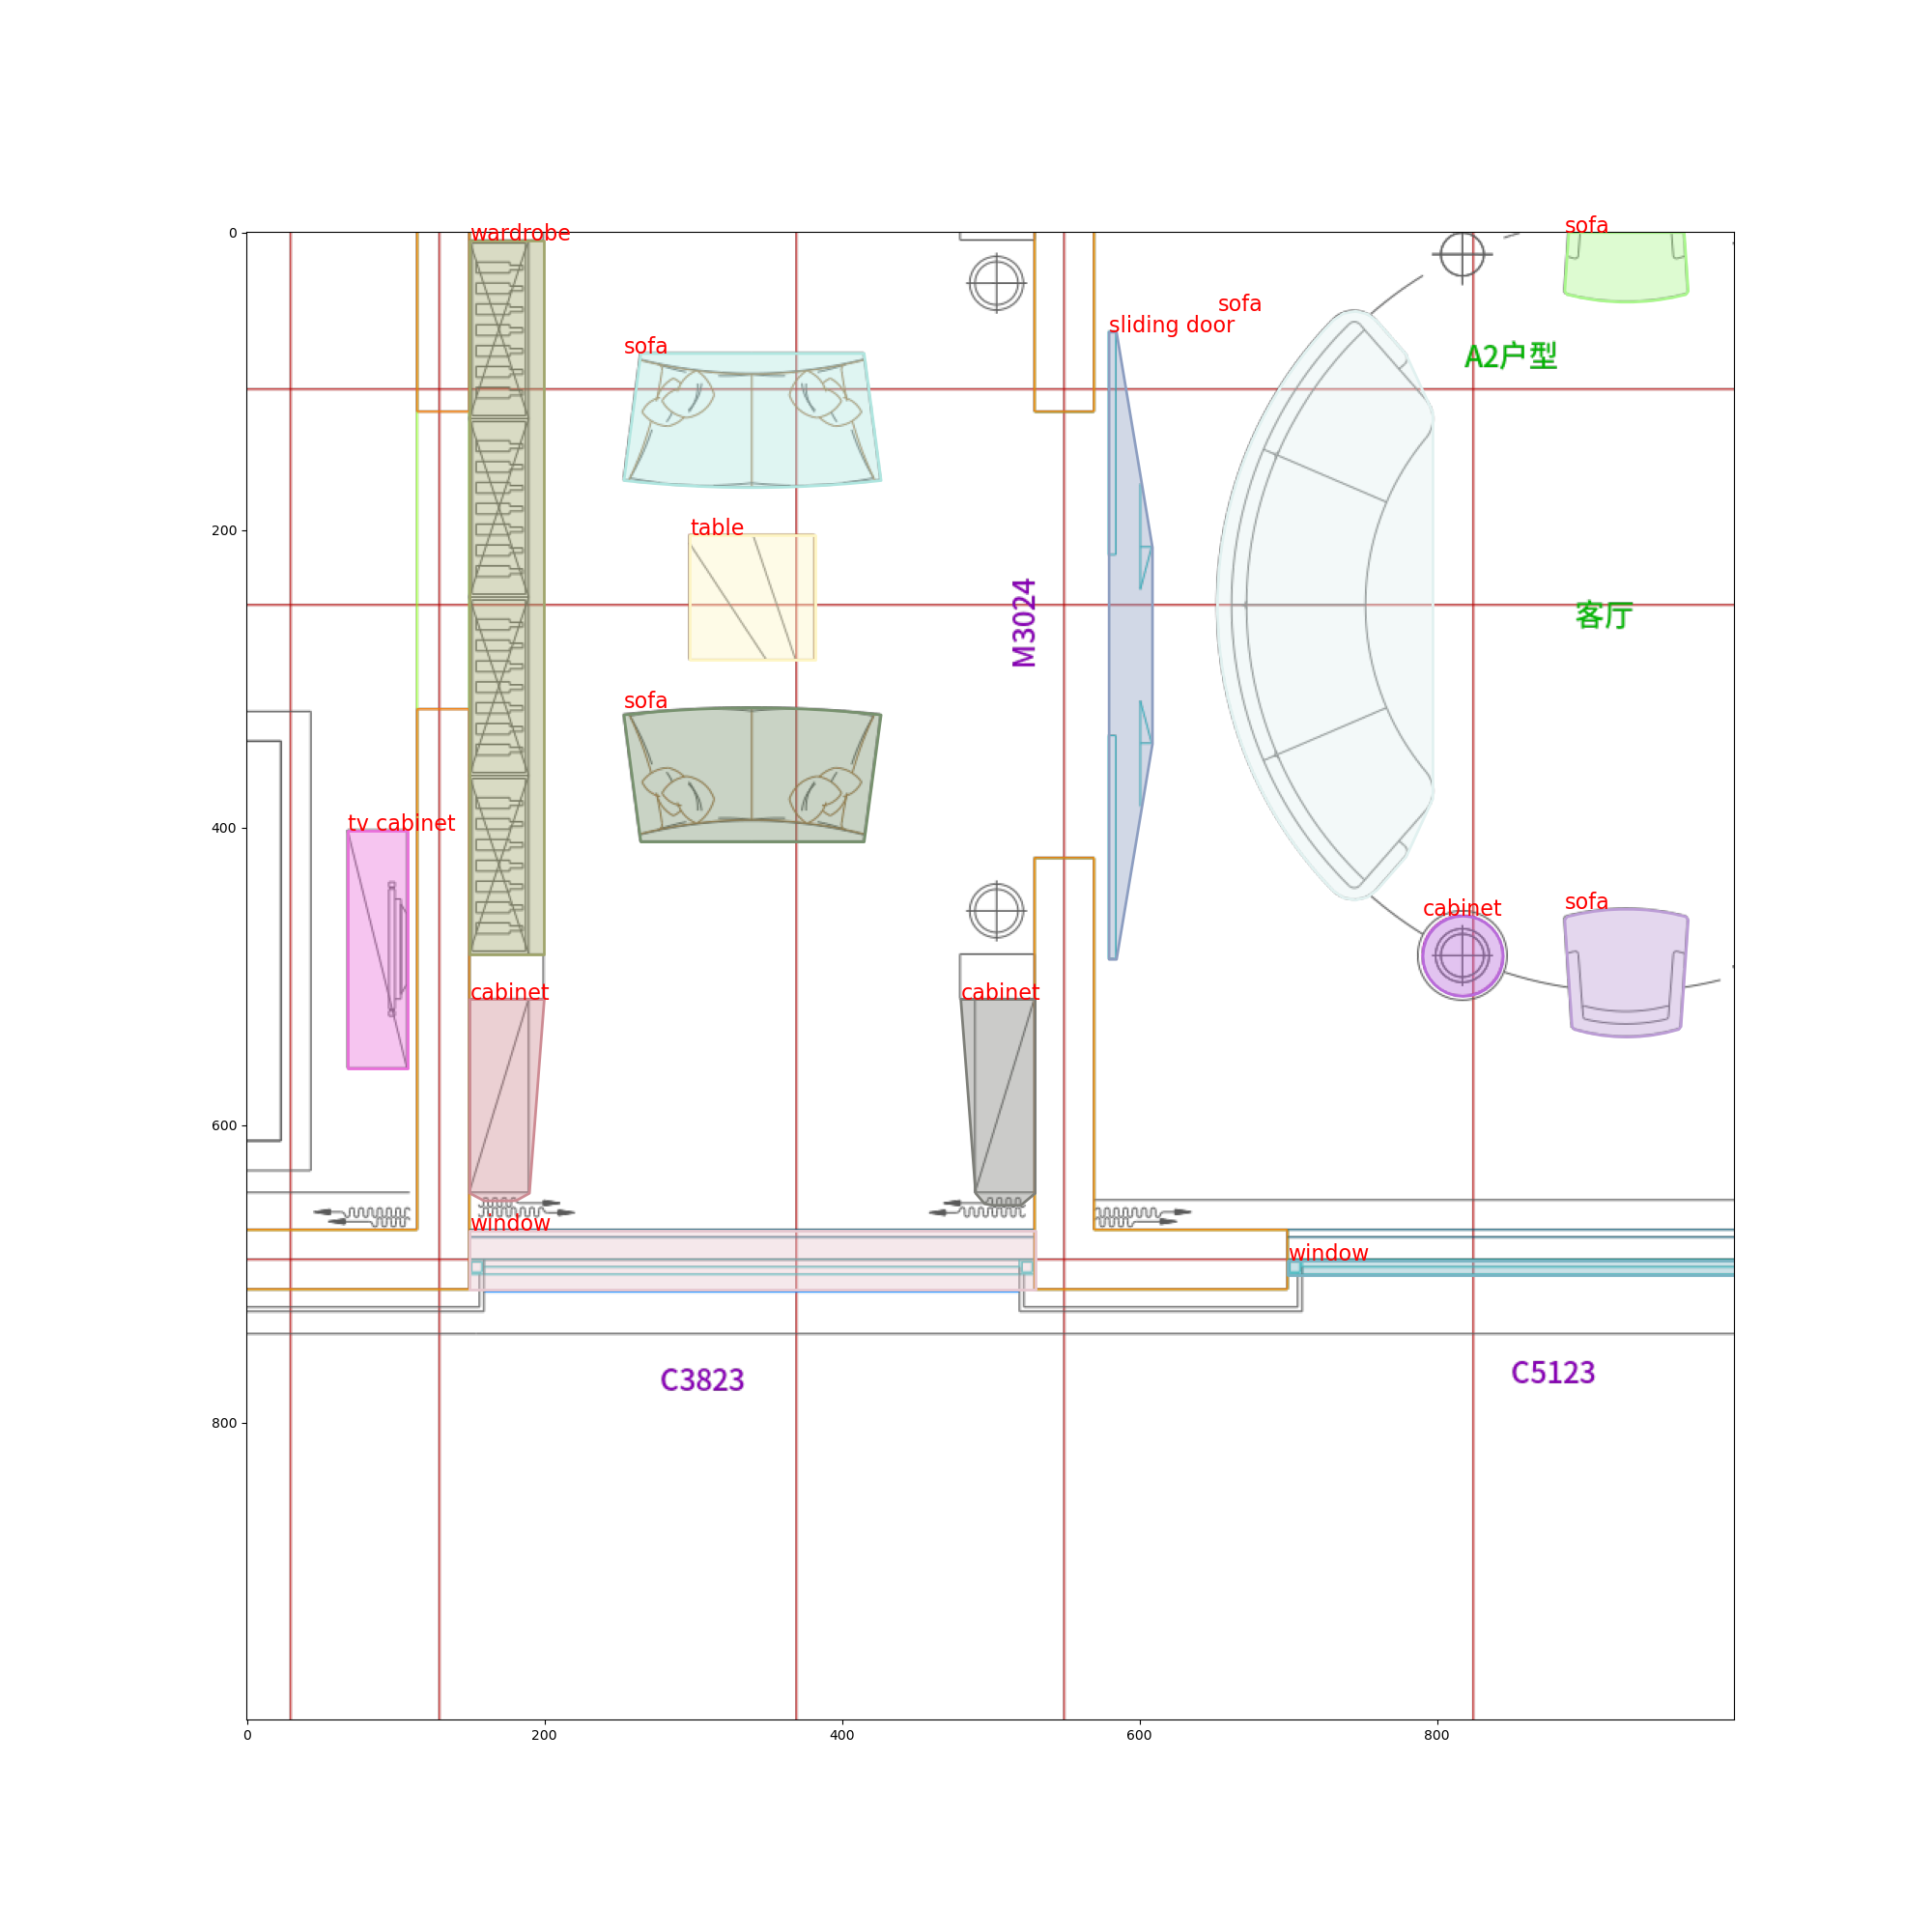 sofa
0
wardrobe
sofa
sliding door
sofa
A2户型
200
table
M3024
客厅
sofa
400
tv cabinet
sofa
cabinet
cabinet
cabinet
600
window
window
C3823
C5123
800
0
200
400
600
800